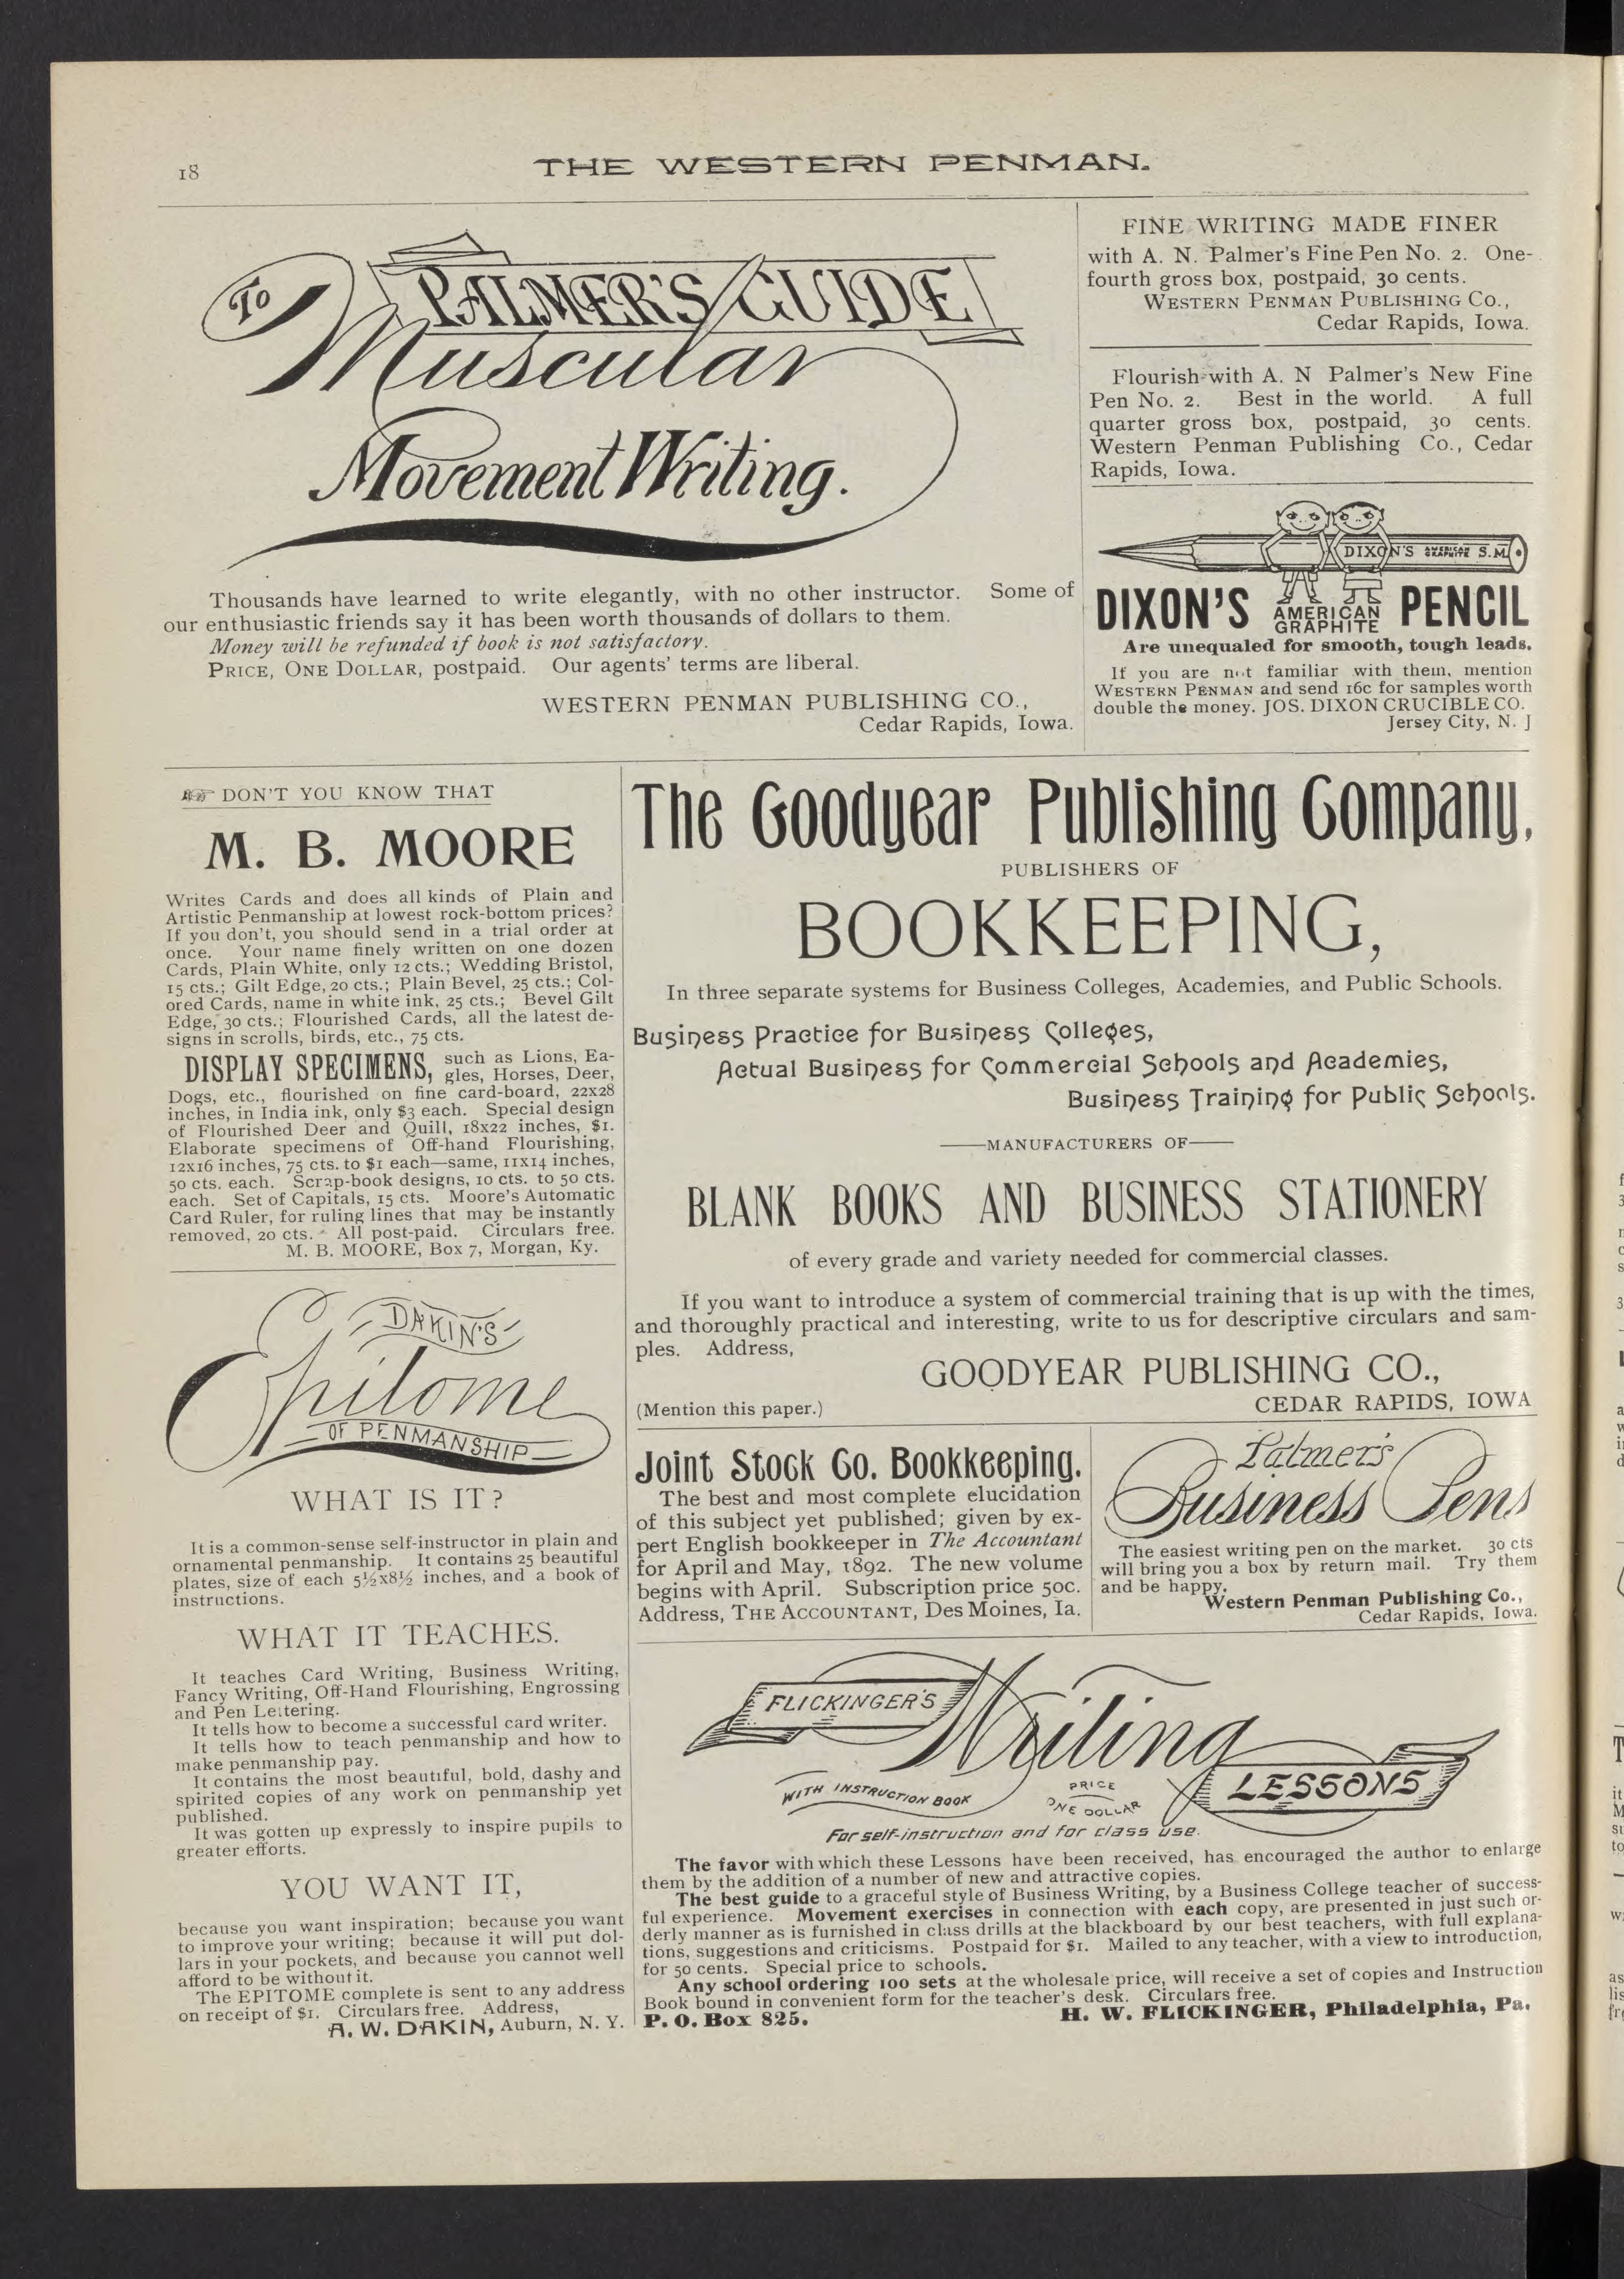 18
THE WESTERN PENMAN.
PALMER'S GUIDE
To
Muscular
Movement Writing.
Thousands have learned to write elegantly, with no other instructor. Some of
our enthusiastic friends say it has been worth thousands of dollars to them.
Money will be refunded if book is not satisfactory.
PRICE, ONE DOLLAR, postpaid. Our agents' terms are liberal.
WESTERN PENMAN PUBLISHING CO.,
Cedar Rapids, Iowa.
FINE WRITING MADE FINER
with A. N. Palmer's Fine Pen No. 2. One-
fourth gross box, postpaid, 30 cents.
WESTERN PENMAN PUBLISHING CO.,
Cedar Rapids, Iowa.
Flourish with A. N Palmer's New Fine
Pen No. 2. Best in the world. A full
quarter gross box, postpaid, 30 cents.
Western Penman Publishing Co., Cedar
Rapids, Iowa.
DIXON'S AMERICAN GRAPHITE S.M.
DIXON'S AMERICAN GRAPHITE PENCIL
Are unequaled for smooth, tough leads.
If you are not familiar with them, mention
WESTERN PENMAN and send 16c for samples worth
double the money. JOS. DIXON CRUCIBLE CO.
Jersey City, N. J
DON'T YOU KNOW THAT
M. B. MOORE
Writes Cards and does all kinds of Plain and
Artistic Penmanship at lowest rock-bottom prices?
If you don't, you should send in a trial order at
once. Your name finely written on one dozen
Cards, Plain White, only 12 cts.; Wedding Bristol,
15 cts.; Gilt Edge, 20 cts.; Plain Bevel, 25 cts.; Col-
ored Cards, name in white ink, 25 cts.; Bevel Gilt
Edge, 30 cts.; Flourished Cards, all the latest de-
signs in scrolls, birds, etc., 75 cts.
DISPLAY SPECIMENS, such as Lions, Ea-
gles, Horses, Deer,
Dogs, etc., flourished on fine card-board, 22x28
inches, in India ink, only $3 each. Special design
of Flourished Deer and Quill, 18x22 inches, $1.
Elaborate specimens of Off-hand Flourishing,
12x16 inches, 75 cts. to $1 each—same, 11x14 inches,
50 cts. each. Scrap-book designs, 10 cts. to 50 cts.
each. Set of Capitals, 15 cts. Moore's Automatic
Card Ruler, for ruling lines that may be instantly
removed, 20 cts. All post-paid. Circulars free.
M. B. MOORE, Box 7, Morgan, Ky.
DAKIN'S
Epitome
OF PENMANSHIP
WHAT IS IT?
It is a common-sense self-instructor in plain and
ornamental penmanship. It contains 25 beautiful
plates, size of each 5½x8½ inches, and a book of
instructions.
WHAT IT TEACHES.
It teaches Card Writing, Business Writing,
Fancy Writing, Off-Hand Flourishing, Engrossing
and Pen Lettering.
It tells how to become a successful card writer.
It tells how to teach penmanship and how to
make penmanship pay.
It contains the most beautiful, bold, dashy and
spirited copies of any work on penmanship yet
published.
It was gotten up expressly to inspire pupils to
greater efforts.
YOU WANT IT,
because you want inspiration; because you want
to improve your writing; because it will put dol-
lars in your pockets, and because you cannot well
afford to be without it.
The EPITOME complete is sent to any address
on receipt of $1. Circulars free. Address,
A. W. DAKIN, Auburn, N. Y.
The Goodyear Publishing Company,
PUBLISHERS OF
BOOKKEEPING,
In three separate systems for Business Colleges, Academies, and Public Schools.
Business Practice for Business Colleges,
Actual Business for Commercial Schools and Academies,
Business Training for Public Schools.
——MANUFACTURERS OF——
BLANK BOOKS AND BUSINESS STATIONERY
of every grade and variety needed for commercial classes.
If you want to introduce a system of commercial training that is up with the times,
and thoroughly practical and interesting, write to us for descriptive circulars and sam-
ples. Address,
GOODYEAR PUBLISHING CO.,
(Mention this paper.) CEDAR RAPIDS, IOWA
Joint Stock Co. Bookkeeping.
The best and most complete elucidation
of this subject yet published; given by ex-
pert English bookkeeper in The Accountant
for April and May, 1892. The new volume
begins with April. Subscription price 50c.
Address, THE ACCOUNTANT, Des Moines, Ia.
Palmer's
Business Pens
The easiest writing pen on the market. 30 cts
will bring you a box by return mail. Try them
and be happy.
Western Penman Publishing Co.,
Cedar Rapids, Iowa.
FLICKINGER'S
Writing
LESSONS
WITH INSTRUCTION BOOK
PRICE
ONE DOLLAR
For self-instruction and for class use.
The favor with which these Lessons have been received, has encouraged the author to enlarge
them by the addition of a number of new and attractive copies.
The best guide to a graceful style of Business Writing, by a Business College teacher of success-
ful experience. Movement exercises in connection with each copy, are presented in just such or-
derly manner as is furnished in class drills at the blackboard by our best teachers, with full explana-
tions, suggestions and criticisms. Postpaid for $1. Mailed to any teacher, with a view to introduction,
for 50 cents. Special price to schools.
Any school ordering 100 sets at the wholesale price, will receive a set of copies and Instruction
Book bound in convenient form for the teacher's desk. Circulars free.
P. O. Box 825. H. W. FLICKINGER, Philadelphia, Pa.